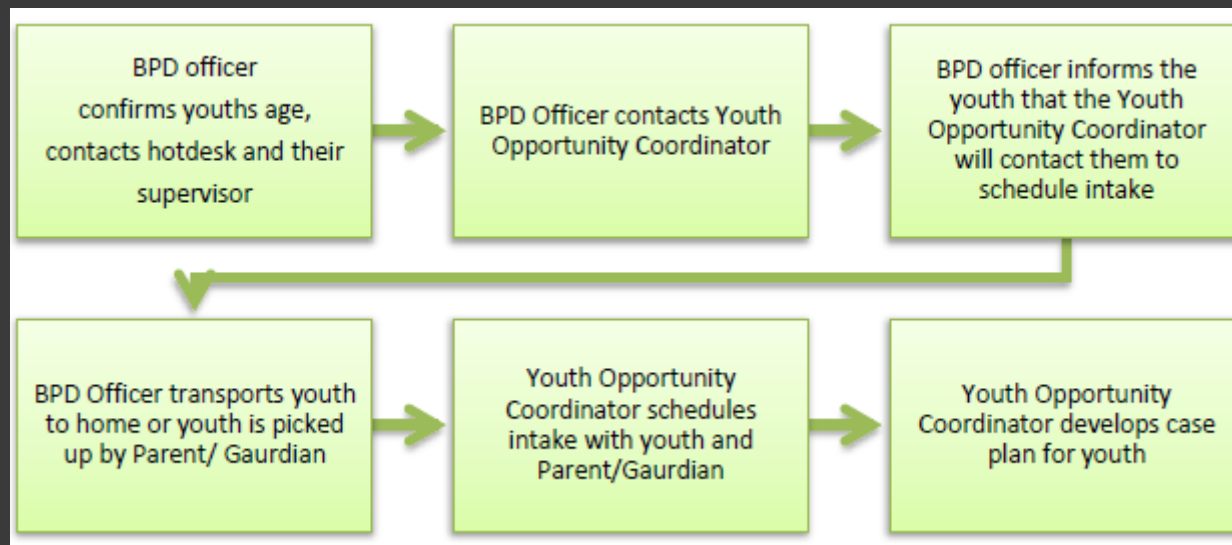 BPD officer
confirms youths age,
contacts hotdesk and their
supervisor
BPD Officer contacts Youth
Opportunity Coordinator
BPD officer informs the
youth that the Youth
Opportunity Coordinator
will contact them to
schedule intake
BPD Officer transports youth
to home or youth is picked
up by Parent/ Gaurdian
Youth Opportunity
Coordinator schedules
intake with youth and
Parent/Gaurdian
Youth Opportunity
Coordinator develops case
plan for youth